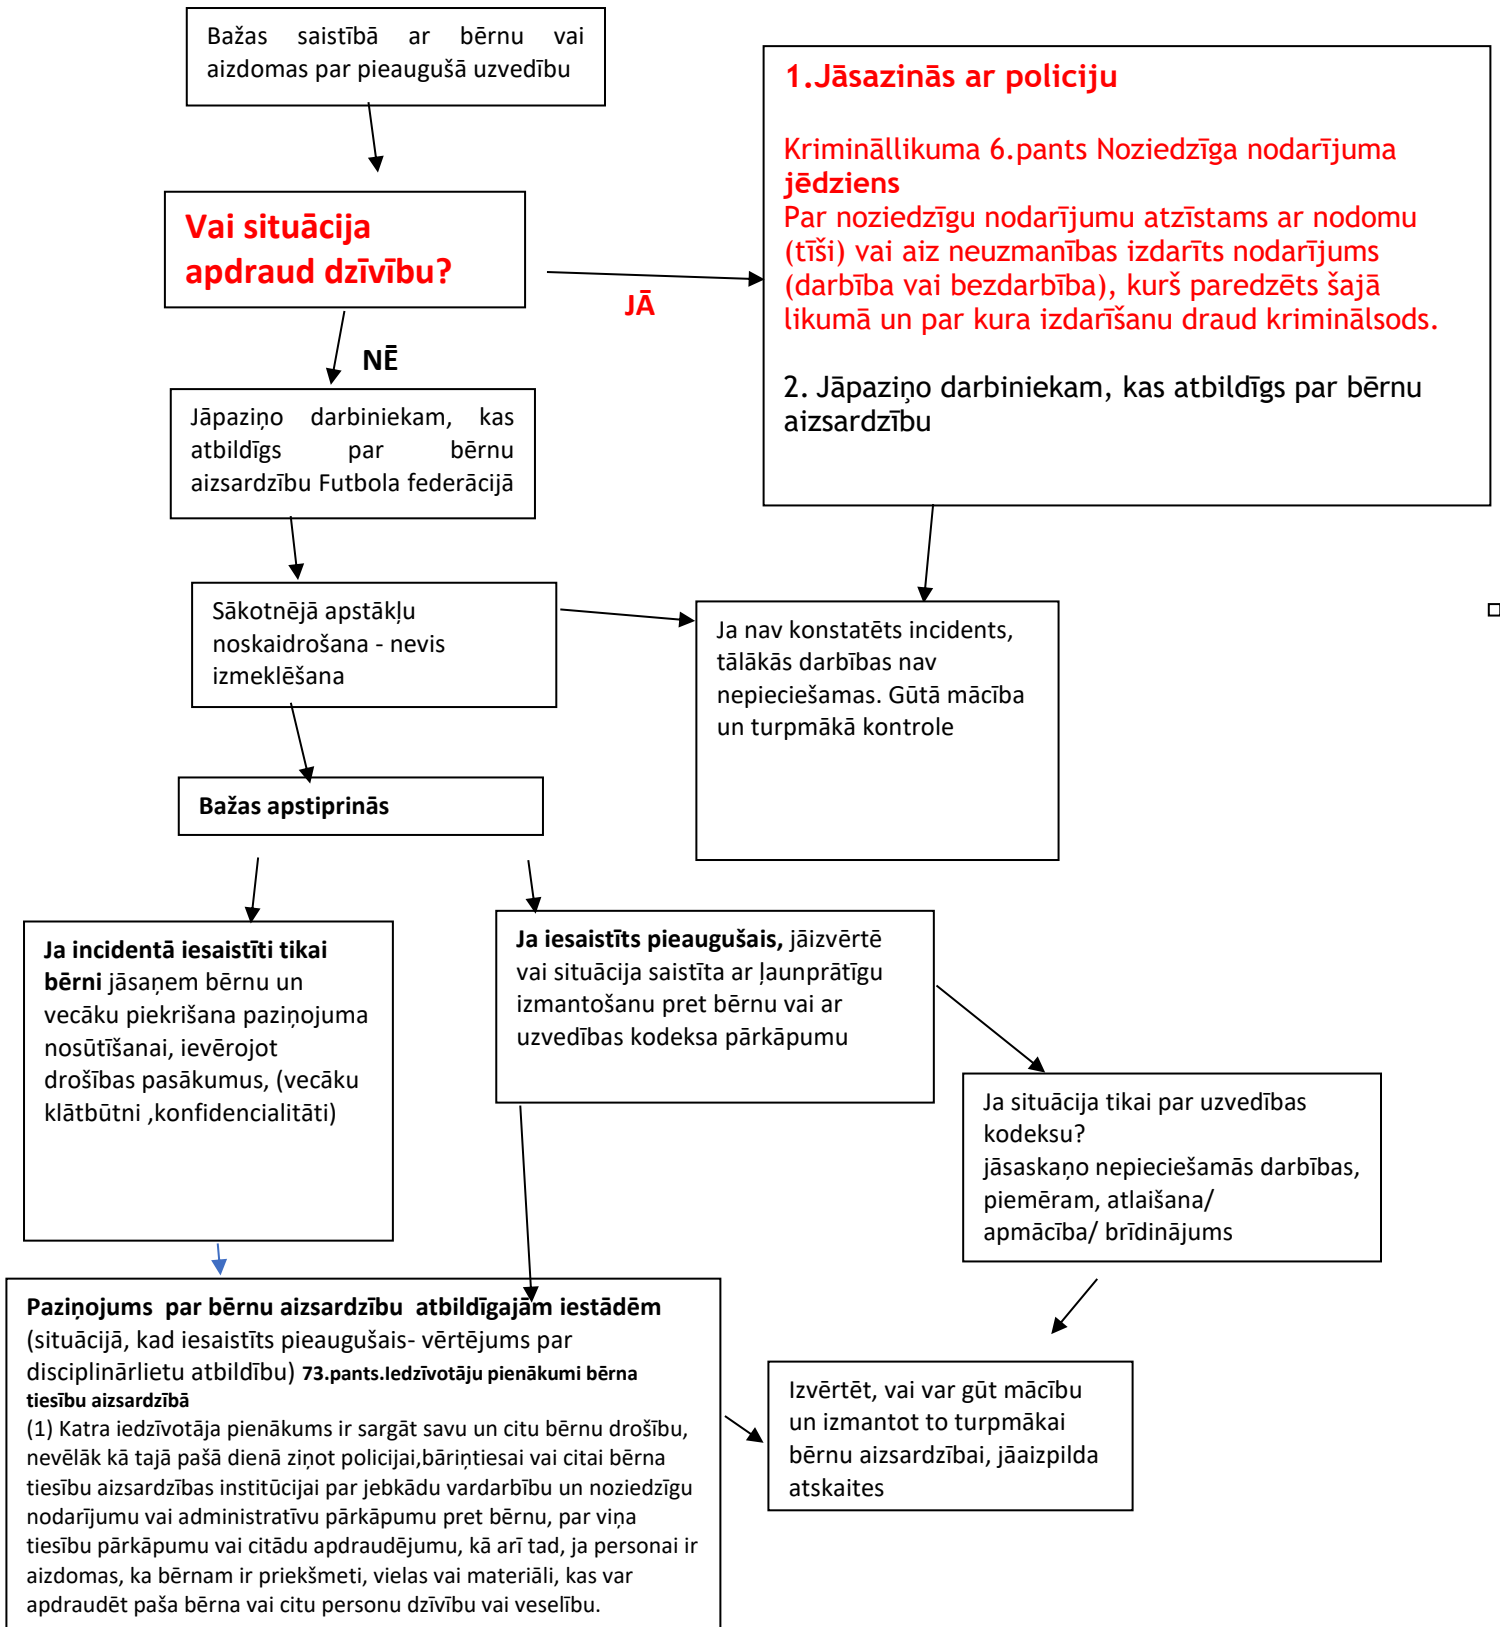 Bažas saistībā ar bērnu vai
aizdomas par pieaugušā uzvedību
1.Jāsazinās ar policiju
Krimināllikuma 6.pants Noziedzīga nodarījuma
jēdziens
Par noziedzīgu nodarījumu atzīstams ar nodomu
(tīši) vai aiz neuzmanības izdarīts nodarījums
(darbība vai bezdarbība), kurš paredzēts šajā
likumā un par kura izdarīšanu draud kriminālsods.
2. Jāpaziņo darbiniekam, kas atbildīgs par bērnu
aizsardzību
Vai situācija
apdraud dzīvību?
JĀ
NĒ
Jāpaziņo darbiniekam, kas
atbildīgs par bērnu
aizsardzību Futbola federācijā
Sākotnējā apstākļu
noskaidrošana - nevis
izmeklēšana
Ja nav konstatēts incidents,
tālākās darbības nav
nepieciešamas. Gūtā mācība
un turpmākā kontrole
Bažas apstiprinās
Ja incidentā iesaistīti tikai
bērni jāsaņem bērnu un
vecāku piekrišana paziņojuma
nosūtīšanai, ievērojot
drošības pasākumus, (vecāku
klātbūtni ,konfidencialitāti)
Ja iesaistīts pieaugušais, jāizvērtē
vai situācija saistīta ar ļaunprātīgu
izmantošanu pret bērnu vai ar
uzvedības kodeksa pārkāpumu
Ja situācija tikai par uzvedības
kodeksu?
jāsaskaņo nepieciešamās darbības,
piemēram, atlaišana/
apmācība/ brīdinājums
Paziņojums par bērnu aizsardzību atbildīgajām iestādēm
(situācijā, kad iesaistīts pieaugušais- vērtējums par
disciplinārlietu atbildību) 73.pants.Iedzīvotāju pienākumi bērna
tiesību aizsardzībā
(1) Katra iedzīvotāja pienākums ir sargāt savu un citu bērnu drošību,
nevēlāk kā tajā pašā dienā ziņot policijai,bāriņtiesai vai citai bērna
tiesību aizsardzības institūcijai par jebkādu vardarbību un noziedzīgu
nodarījumu vai administratīvu pārkāpumu pret bērnu, par viņa
tiesību pārkāpumu vai citādu apdraudējumu, kā arī tad, ja personai ir
aizdomas, ka bērnam ir priekšmeti, vielas vai materiāli, kas var
apdraudēt paša bērna vai citu personu dzīvību vai veselību.
Izvērtēt, vai var gūt mācību
un izmantot to turpmākai
bērnu aizsardzībai, jāaizpilda
atskaites